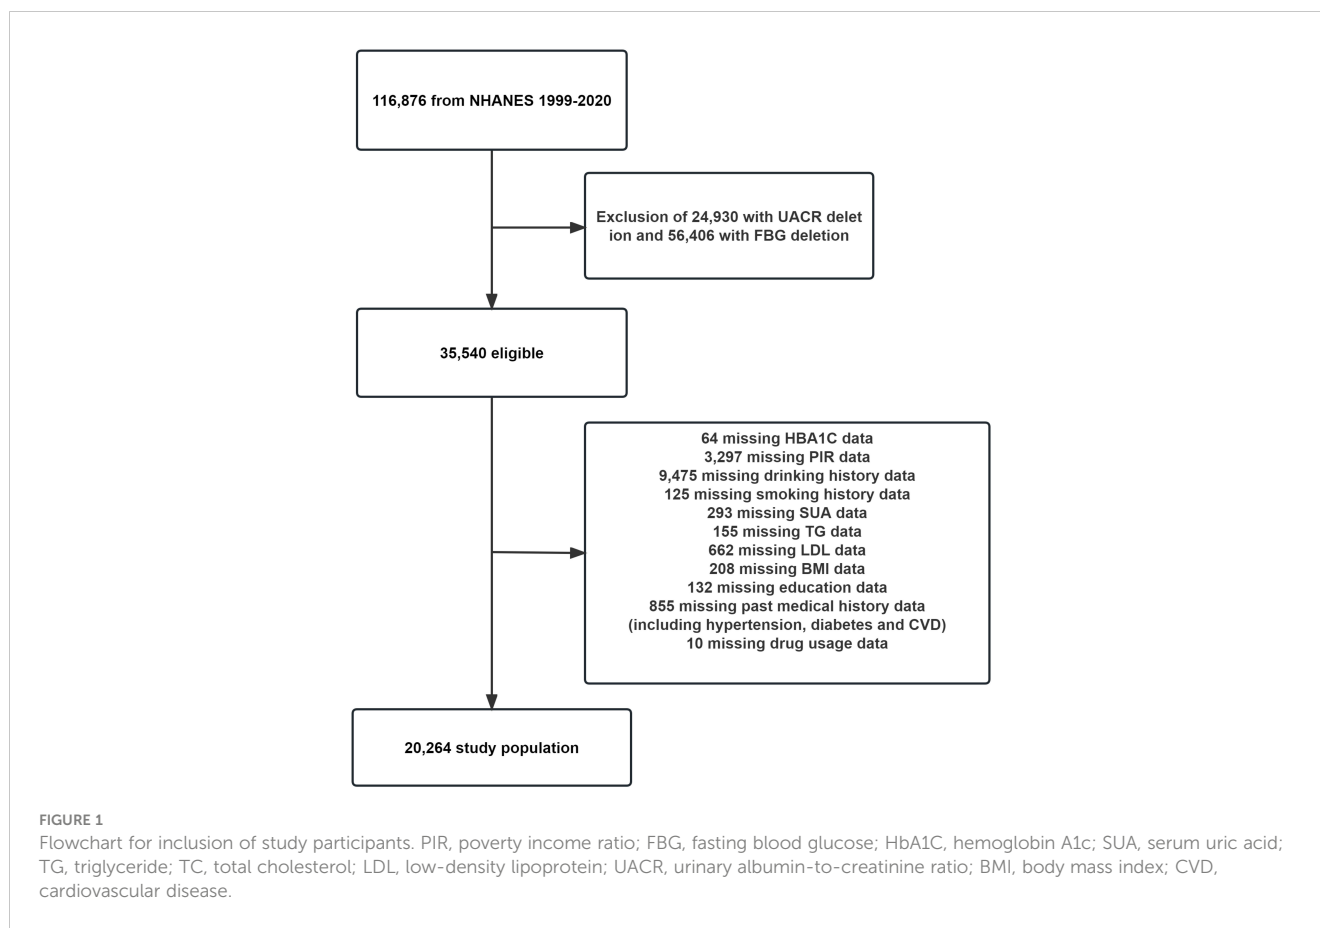 116,876 from NHANES 1999-2020
Exclusion of 24,930 with UACR delet
ion and 56,406 with FBG deletion
35,540 eligible
64 missing HBA1C data
3,297 missing PIR data
9,475 missing drinking history data
125 missing smoking history data
293 missing SUA data
155 missing TG data
662 missing LDL data
208 missing BMI data
132 missing education data
855 missing past medical history data
(including hypertension, diabetes and CVD)
10 missing drug usage data
20,264 study population
FIGURE 1
Flowchart for inclusion of study participants. PIR, poverty income ratio; FBG, fasting blood glucose; HbA1C, hemoglobin A1c; SUA, serum uric acid;
TG, triglyceride; TC, total cholesterol; LDL, low-density lipoprotein; UACR, urinary albumin-to-creatinine ratio; BMI, body mass index; CVD,
cardiovascular disease.